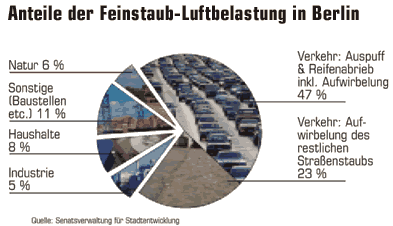 Anteile der Feinstaub-Luftbelastung in Berlin
Natur 6 %
Sonstige
(Baustellen
etc.) 11 %
Haushalte
8 %
Industrie
5 %
Verkehr: Auspuff
& Reifenabrieb
inkl. Aufwirbelung
47 %
Verkehr: Auf-
wirbelung des
restlichen
Straßenstaubs
23 %
Quelle: Senatsverwaltung für Stadtentwicklung